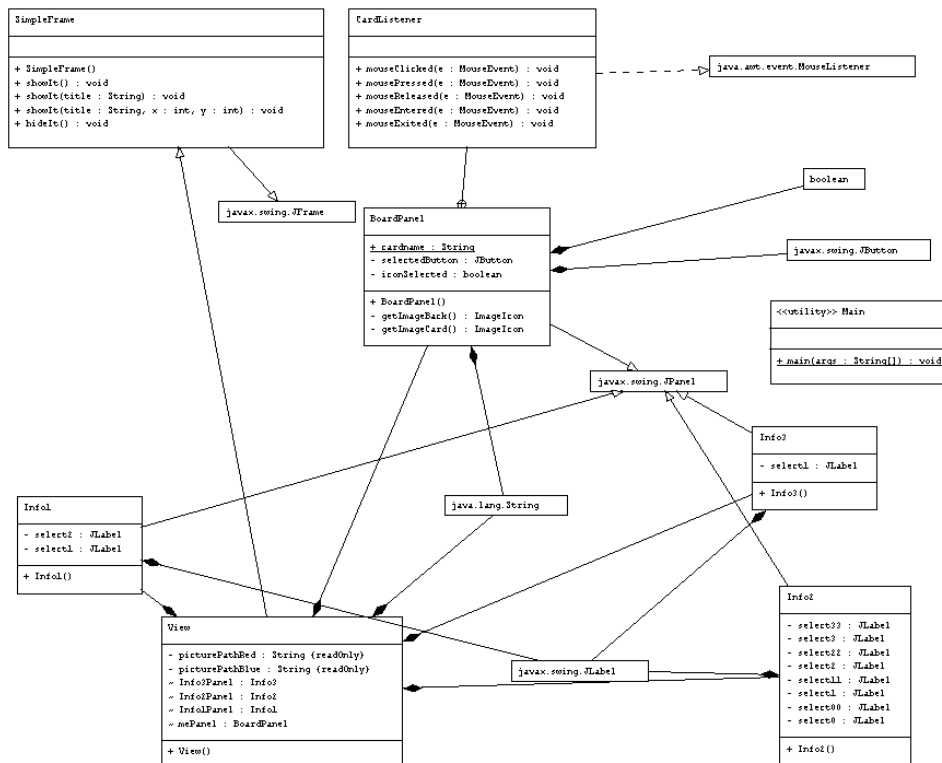 SimpleFrame
+ SimpleFrame()
+ showIt() : void
+ showIt(title : String) : void
+ showIt(title : String, x : int, y : int) : void
+ hideIt() : void
CardListener
+ mouseClicked(e : MouseEvent) : void
+ mousePressed(e : MouseEvent) : void
+ mouseReleased(e : MouseEvent) : void
+ mouseEntered(e : MouseEvent) : void
+ mouseExited(e : MouseEvent) : void
java.awt.event.MouseListener
javax.swing.JFrame
boolean
BoardPanel
+ cardname : String
- selectedButton : JButton
- iconSelected : boolean
+ BoardPanel()
- getImageBack() : ImageIcon
- getImageCard() : ImageIcon
javax.swing.JButton
<<utility>> Main
+ main(args : String[]) : void
javax.swing.JPanel
Info3
- select1 : JLabel
+ Info3()
Info1
- select2 : JLabel
- select1 : JLabel
+ Info1()
java.lang.String
View
- picturePathRed : String {readOnly}
- picturePathBlue : String {readOnly}
~ Info3Panel : Info3
~ Info2Panel : Info2
~ Info1Panel : Info1
~ mePanel : BoardPanel
+ View()
javax.swing.JLabel
Info2
- select33 : JLabel
- select3 : JLabel
- select22 : JLabel
- select2 : JLabel
- select11 : JLabel
- select1 : JLabel
- select00 : JLabel
- select0 : JLabel
+ Info2()